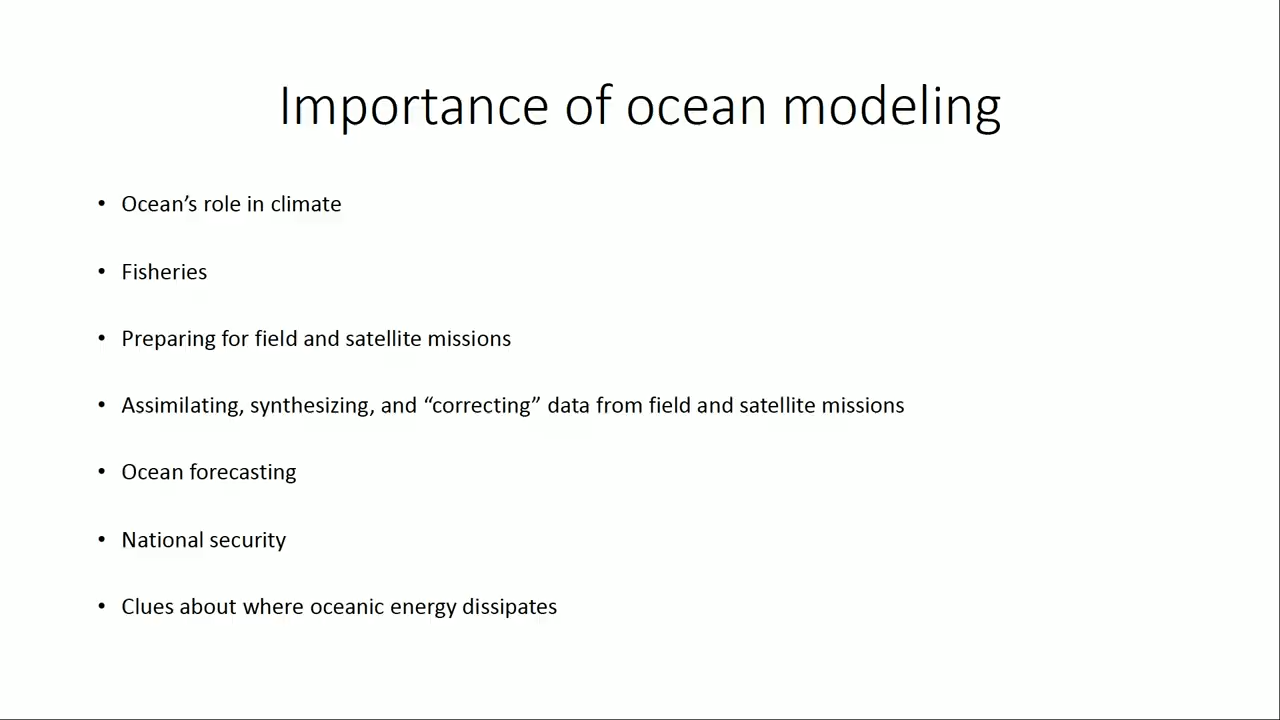 Importance of ocean modeling
• Ocean’s role in climate
• Fisheries
• Preparing for field and satellite missions
• Assimilating, synthesizing, and “correcting” data from field and satellite missions
• Ocean forecasting
• National security
• Clues about where oceanic energy dissipates